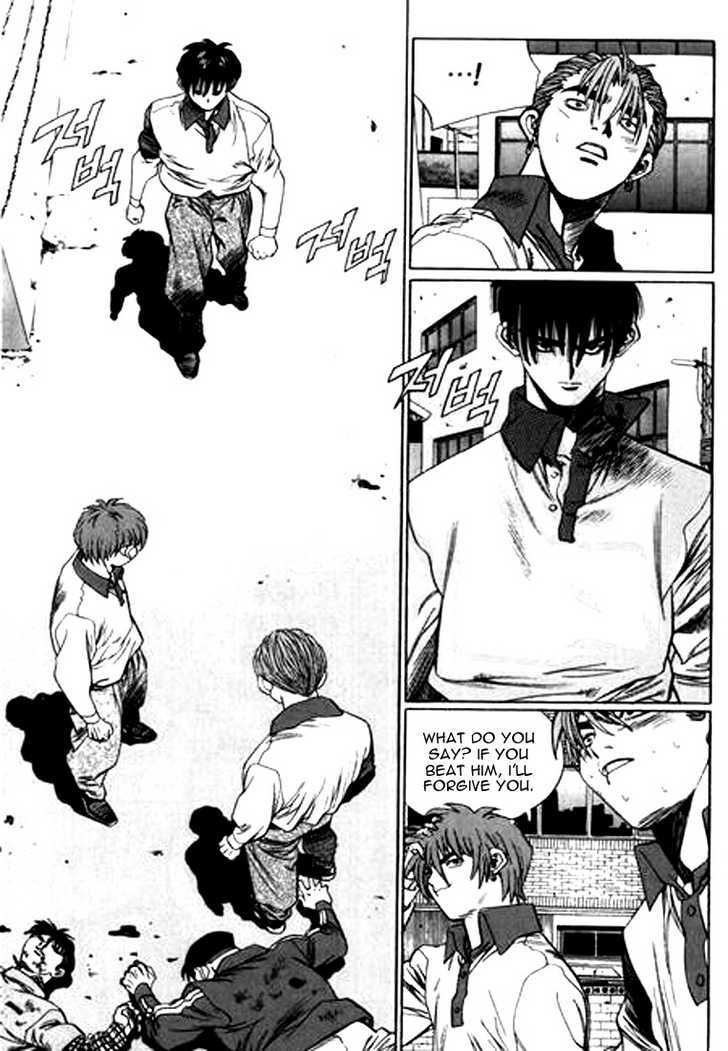 저
벅
저
벅
...!
저
벅
WHAT DO YOU
SAY? IF YOU
BEAT HIM, I'LL
FORGIVE YOU.